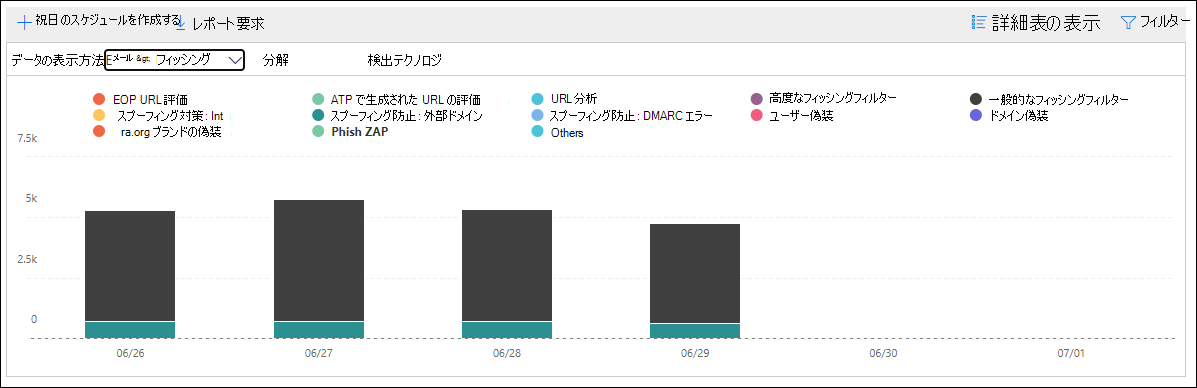 祝日のスケジュールを作成する レポート要求 詳細表の表示 フィルター
データの表示方法 Eメール &gt; フィッシング 分解 検出テクノロジ
EOP URL 評価 ATP で生成された URL の評価 URL 分析 高度なフィッシングフィルター 一般的なフィッシングフィルター
スプーフィング対策: Int スプーフィング防止: 外部ドメイン スプーフィング防止: DMARC エラー ユーザー偽装 ドメイン偽装
ra.org ブランドの偽装 Phish ZAP Others
7.5k
5k
2.5k
0
06/26 06/27 06/28 06/29 06/30 07/01